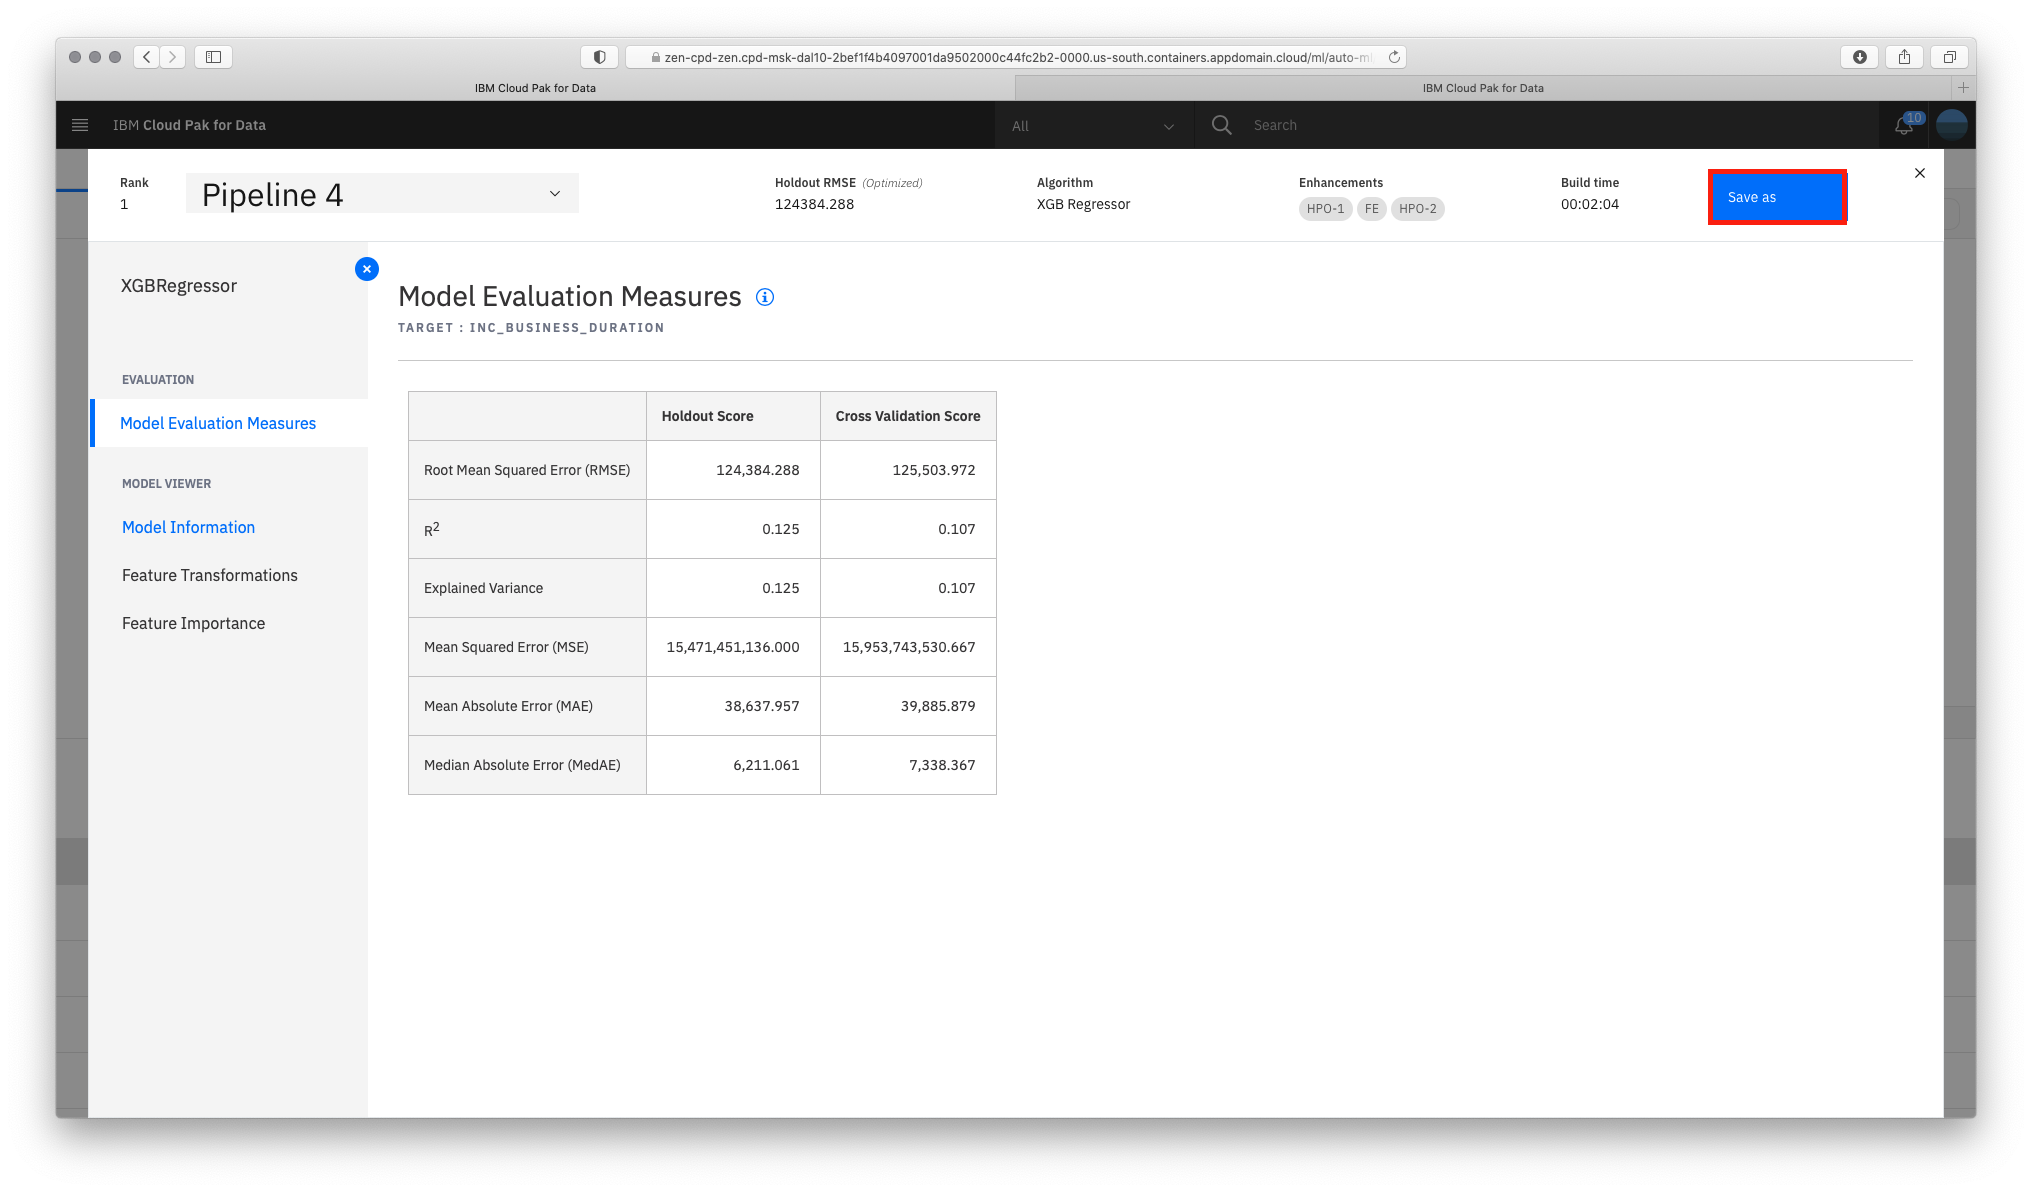 zen-cpd-zen.cpd-msk-dal10-2bef1f4b4097001da9502000c44fc2b2-0000.us-south.containers.appdomain.cloud/ml/auto-ml
IBM Cloud Pak for Data
IBM Cloud Pak for Data
IBM Cloud Pak for Data
All
Search
10
Rank
1
Pipeline 4
Holdout RMSE (Optimized)
124384.288
Algorithm
XGB Regressor
Enhancements
HPO-1 FE HPO-2
Build time
00:02:04
Save as
XGBRegressor
EVALUATION
Model Evaluation Measures
MODEL VIEWER
Model Information
Feature Transformations
Feature Importance
Model Evaluation Measures
TARGET : INC_BUSINESS_DURATION
Holdout Score Cross Validation Score
Root Mean Squared Error (RMSE) 124,384.288 125,503.972
R² 0.125 0.107
Explained Variance 0.125 0.107
Mean Squared Error (MSE) 15,471,451,136.000 15,953,743,530.667
Mean Absolute Error (MAE) 38,637.957 39,885.879
Median Absolute Error (MedAE) 6,211.061 7,338.367